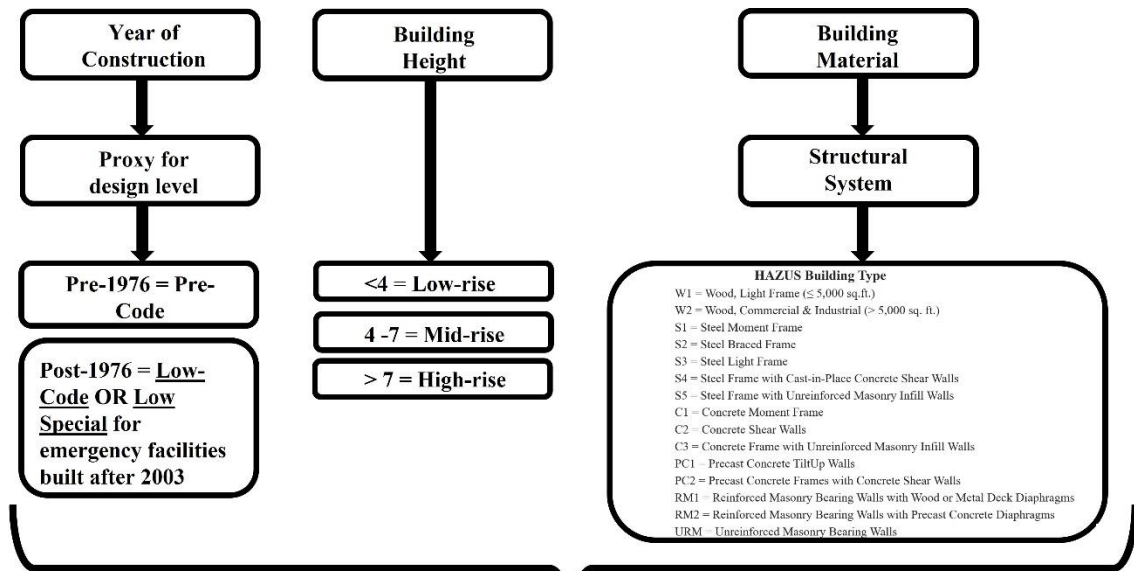 Year of
Construction
Proxy for
design level
Pre-1976 = Pre-
Code
Post-1976 = Low-
Code OR Low
Special for
emergency facilities
built after 2003
Building
Height
<4 = Low-rise
4 -7 = Mid-rise
> 7 = High-rise
Building
Material
Structural
System
HAZUS Building Type
W1 = Wood, Light Frame (≤ 5,000 sq.ft.)
W2 = Wood, Commercial & Industrial (> 5,000 sq. ft.)
S1 = Steel Moment Frame
S2 = Steel Braced Frame
S3 = Steel Light Frame
S4 = Steel Frame with Cast-in-Place Concrete Shear Walls
S5 = Steel Frame with Unreinforced Masonry Infill Walls
C1 = Concrete Moment Frame
C2 = Concrete Shear Walls
C3 = Concrete Frame with Unreinforced Masonry Infill Walls
PC1 = Precast Concrete TiltUp Walls
PC2 = Precast Concrete Frames with Concrete Shear Walls
RM1 = Reinforced Masonry Bearing Walls with Wood or Metal Deck Diaphragms
RM2 = Reinforced Masonry Bearing Walls with Precast Concrete Diaphragms
URM = Unreinforced Masonry Bearing Walls